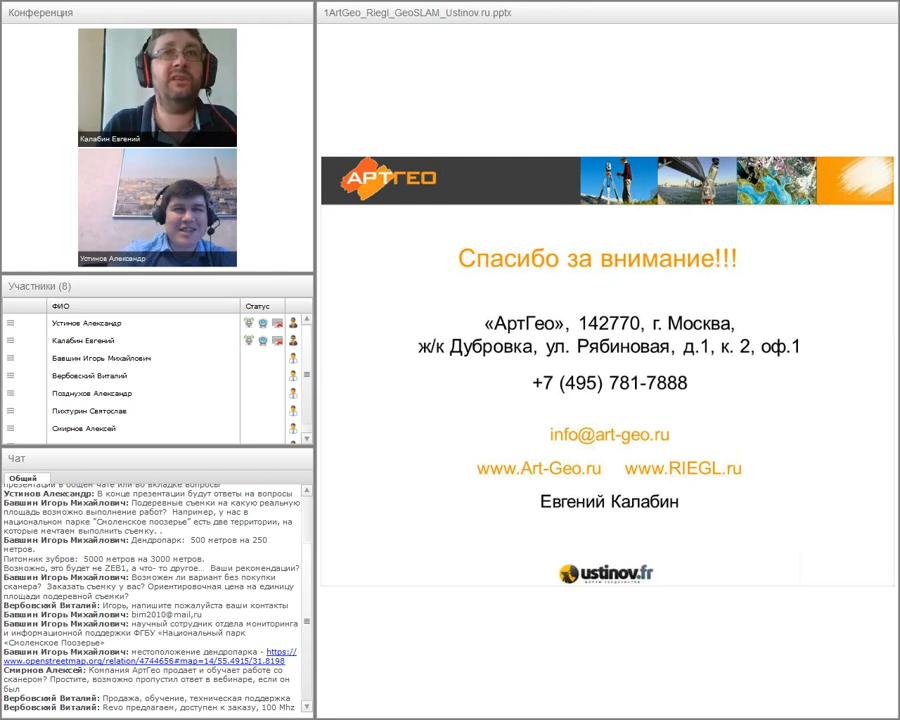 Конференция
Калабин Евгений
Устинов Александр
Участники (8)
ФИО
Статус
Устинов Александр
Калабин Евгений
Бавшин Игорь Михайлович
Вербовский Виталий
Позднухов Александр
Пихтурин Святослав
Смирнов Алексей
Чат
Общий
презентации в общем чате или во вкладке вопросы
Устинов Александр: В конце презентации будут ответы на вопросы
Бавшин Игорь Михайлович: Подеревные съемки на какую реальную
площадь возможно выполнение работ? Например, у нас в
национальном парке "Смоленское поозерье" есть две территории, на
которые мечтаем выполнить съемку. .
Бавшин Игорь Михайлович: Дендропарк: 500 метров на 250
метров.
Питомник зубров: 5000 метров на 3000 метров.
Возможно, это будет не ZEB1, а что- то другое... Ваши рекомендации?
Бавшин Игорь Михайлович: Возможен ли вариант без покупки
сканера? Заказать съемку у вас? Ориентировочная цена на единицу
площади подеревной съемки?
Вербовский Виталий: Игорь, напишите пожалуйста ваши контакты
Бавшин Игорь Михайлович: bim2010@mail,ru
Бавшин Игорь Михайлович: научный сотрудник отдела мониторинга
и информационной поддержки ФГБУ «Национальный парк
«Смоленское Поозерье»
Бавшин Игорь Михайлович: местоположение дендропарка - https://
www.openstreetmap.org/relation/4744656#map=14/55.4915/31.8198
Смирнов Алексей: Компания АртГео продает и обучает работе со
сканером? Простите, возможно пропустил ответ в вебинаре, если он
был
Вербовский Виталий: Продажа, обучение, техническая поддержка
Вербовский Виталий: Revo предлагаем, доступен к заказу, 100 Mhz
1ArtGeo_Riegl_GeoSLAM_Ustinov.ru.pptx
АРТГЕО
Спасибо за внимание!!!
«АртГео», 142770, г. Москва,
ж/к Дубровка, ул. Рябиновая, д.1, к. 2, оф.1
+7 (495) 781-7888
info@art-geo.ru
www.Art-Geo.ru www.RIEGL.ru
Евгений Калабин
ustinov.fr